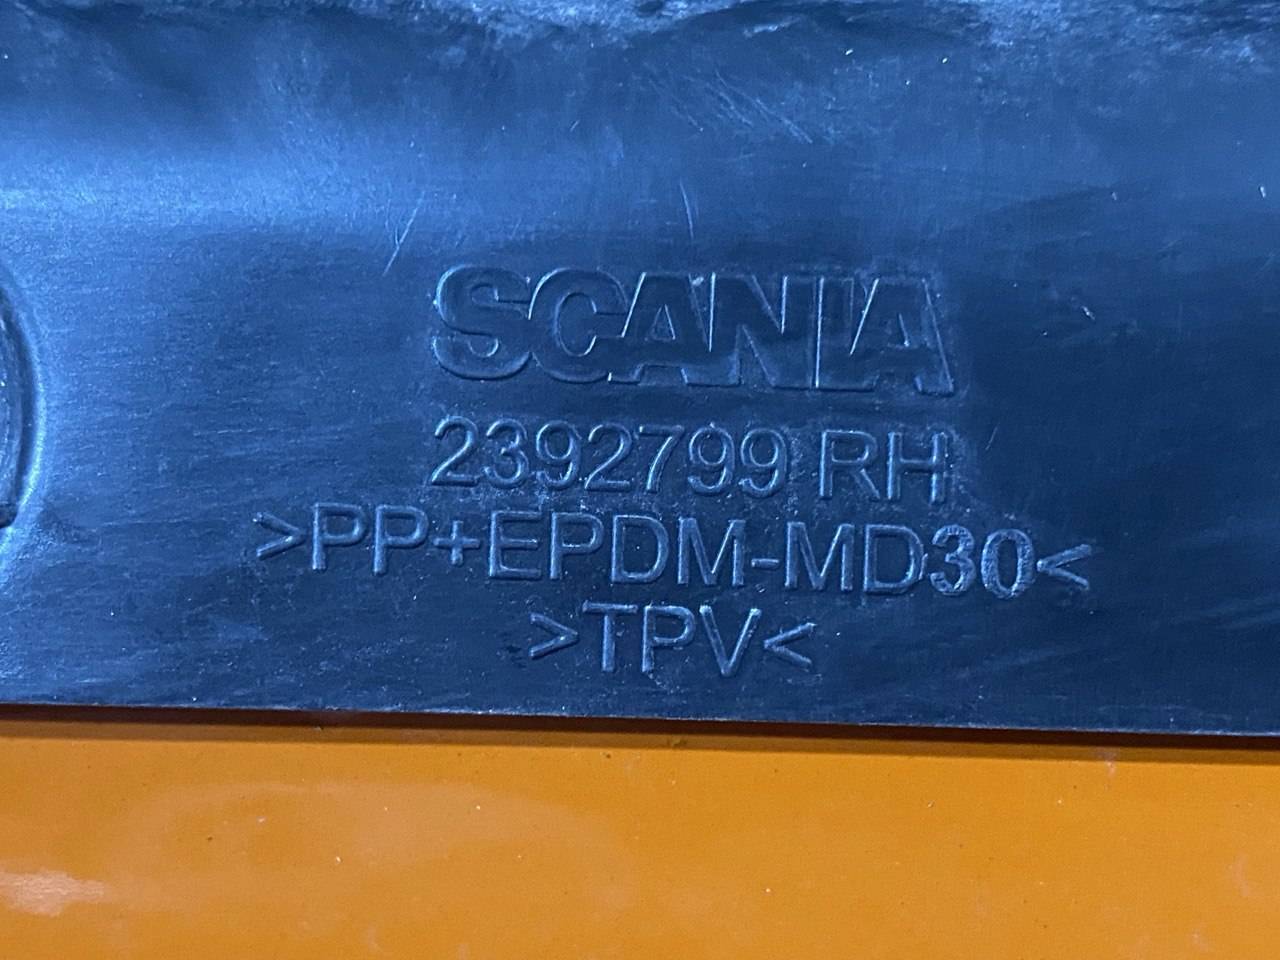 SCANIA
2392799 RH
>PP+EPDM-MD30<
>TPV<